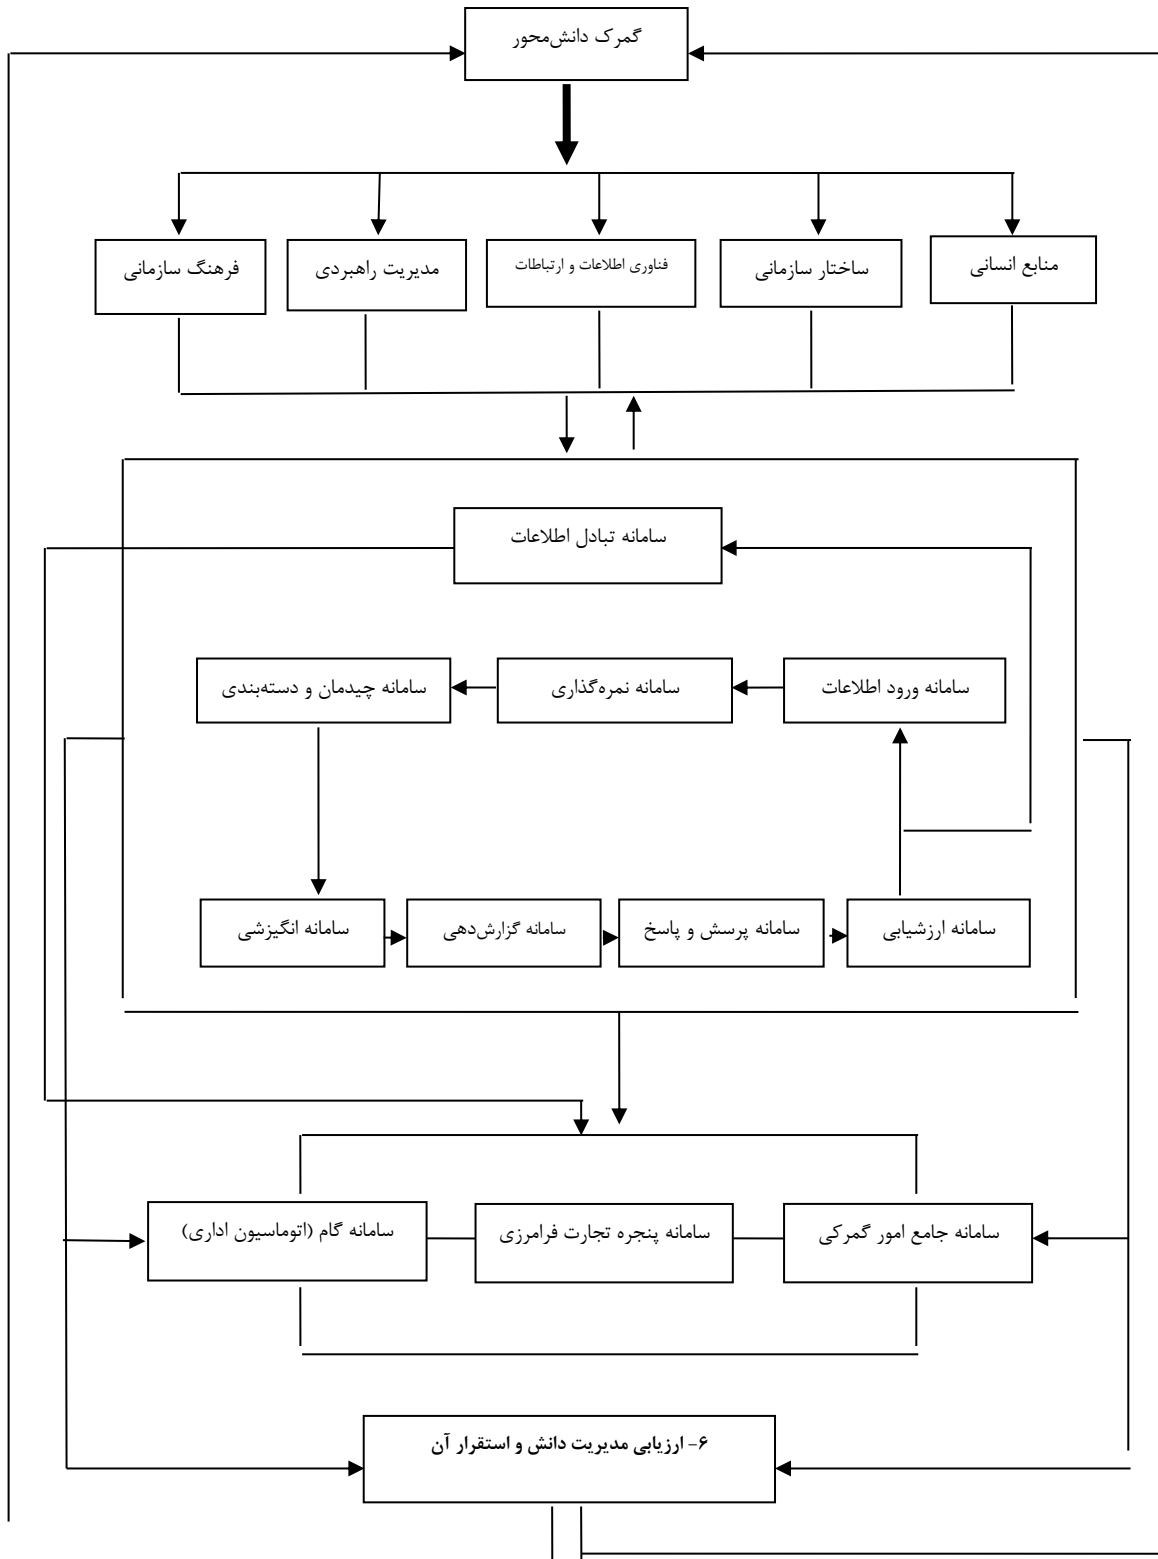 گمرک دانش‌محور
منابع انسانی
ساختار سازمانی
فناوری اطلاعات و ارتباطات
مدیریت راهبردی
فرهنگ سازمانی
سامانه تبادل اطلاعات
سامانه ورود اطلاعات
سامانه نمره‌گذاری
سامانه چیدمان و دسته‌بندی
سامانه ارزشیابی
سامانه پرسش و پاسخ
سامانه گزارش‌دهی
سامانه انگیزشی
سامانه جامع امور گمرکی
سامانه پنجره تجارت فرامرزی
سامانه گام (اتوماسیون اداری)
۶- ارزیابی مدیریت دانش و استقرار آن